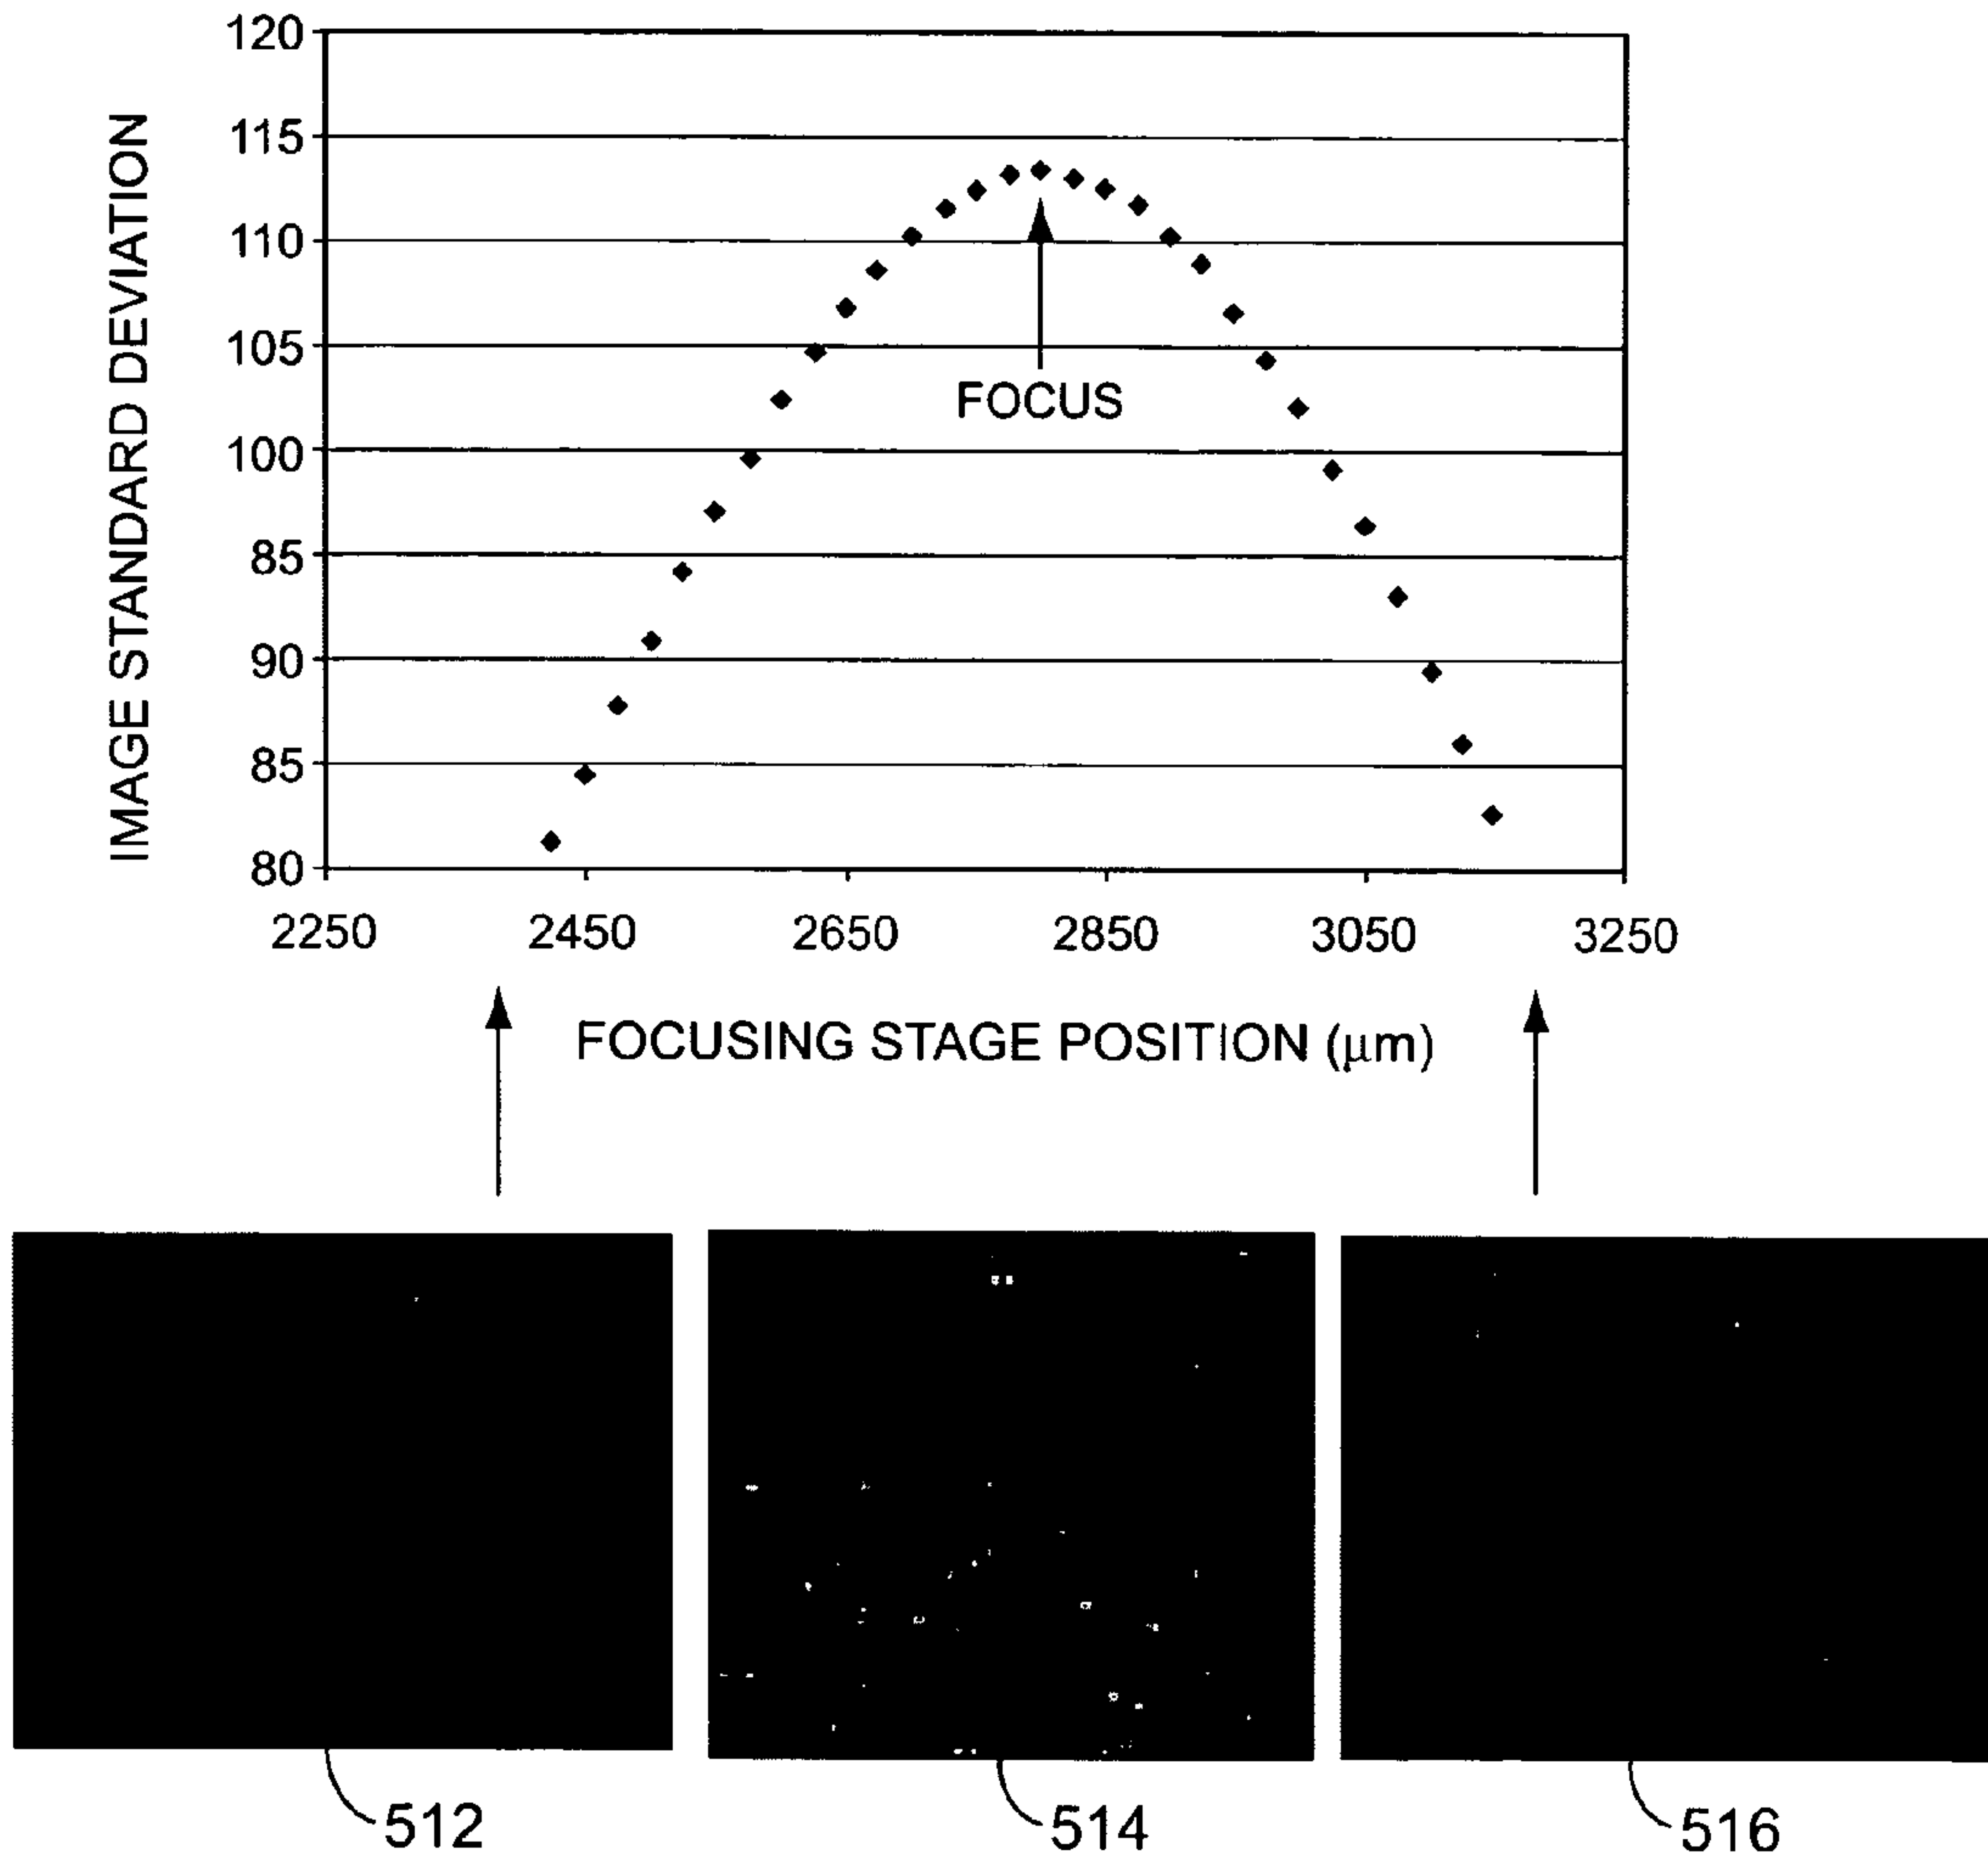 120
115
110
105
100
85
90
85
80
IMAGE STANDARD DEVIATION
FOCUS
2250 2450 2650 2850 3050 3250
FOCUSING STAGE POSITION (μm)
512 514 516